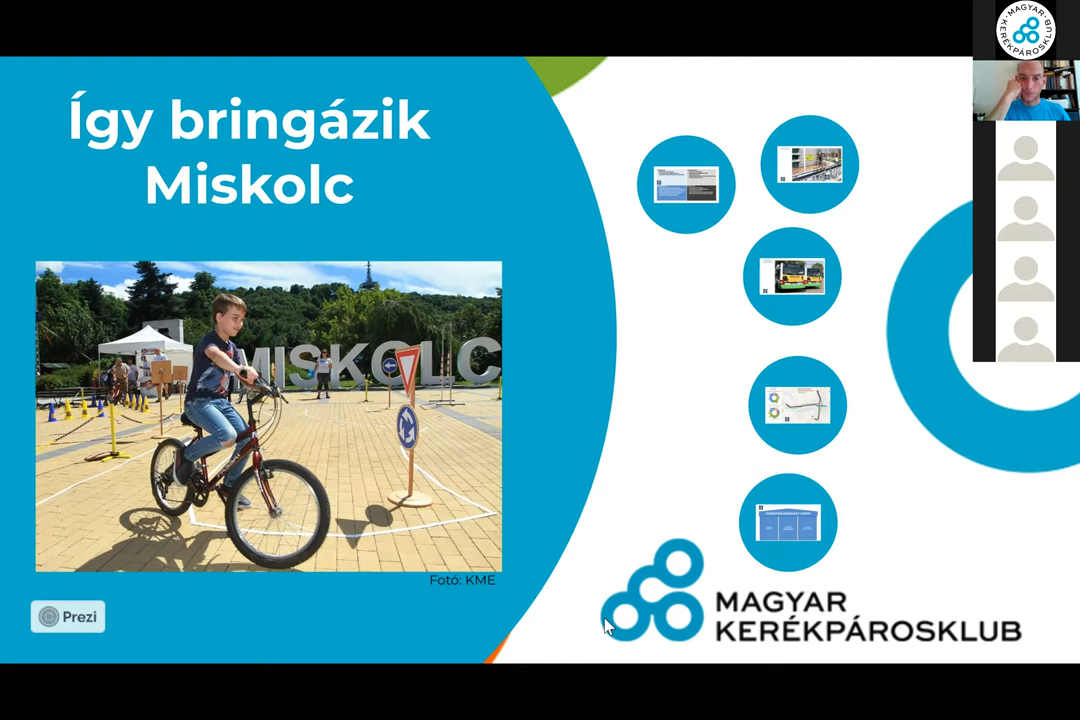 Így bringázik
Miskolc
MISKOLC
Fotó: KME
Prezi
MAGYAR
KERÉKPÁROSKLUB
MAGYAR
KERÉKPÁROSKLUB